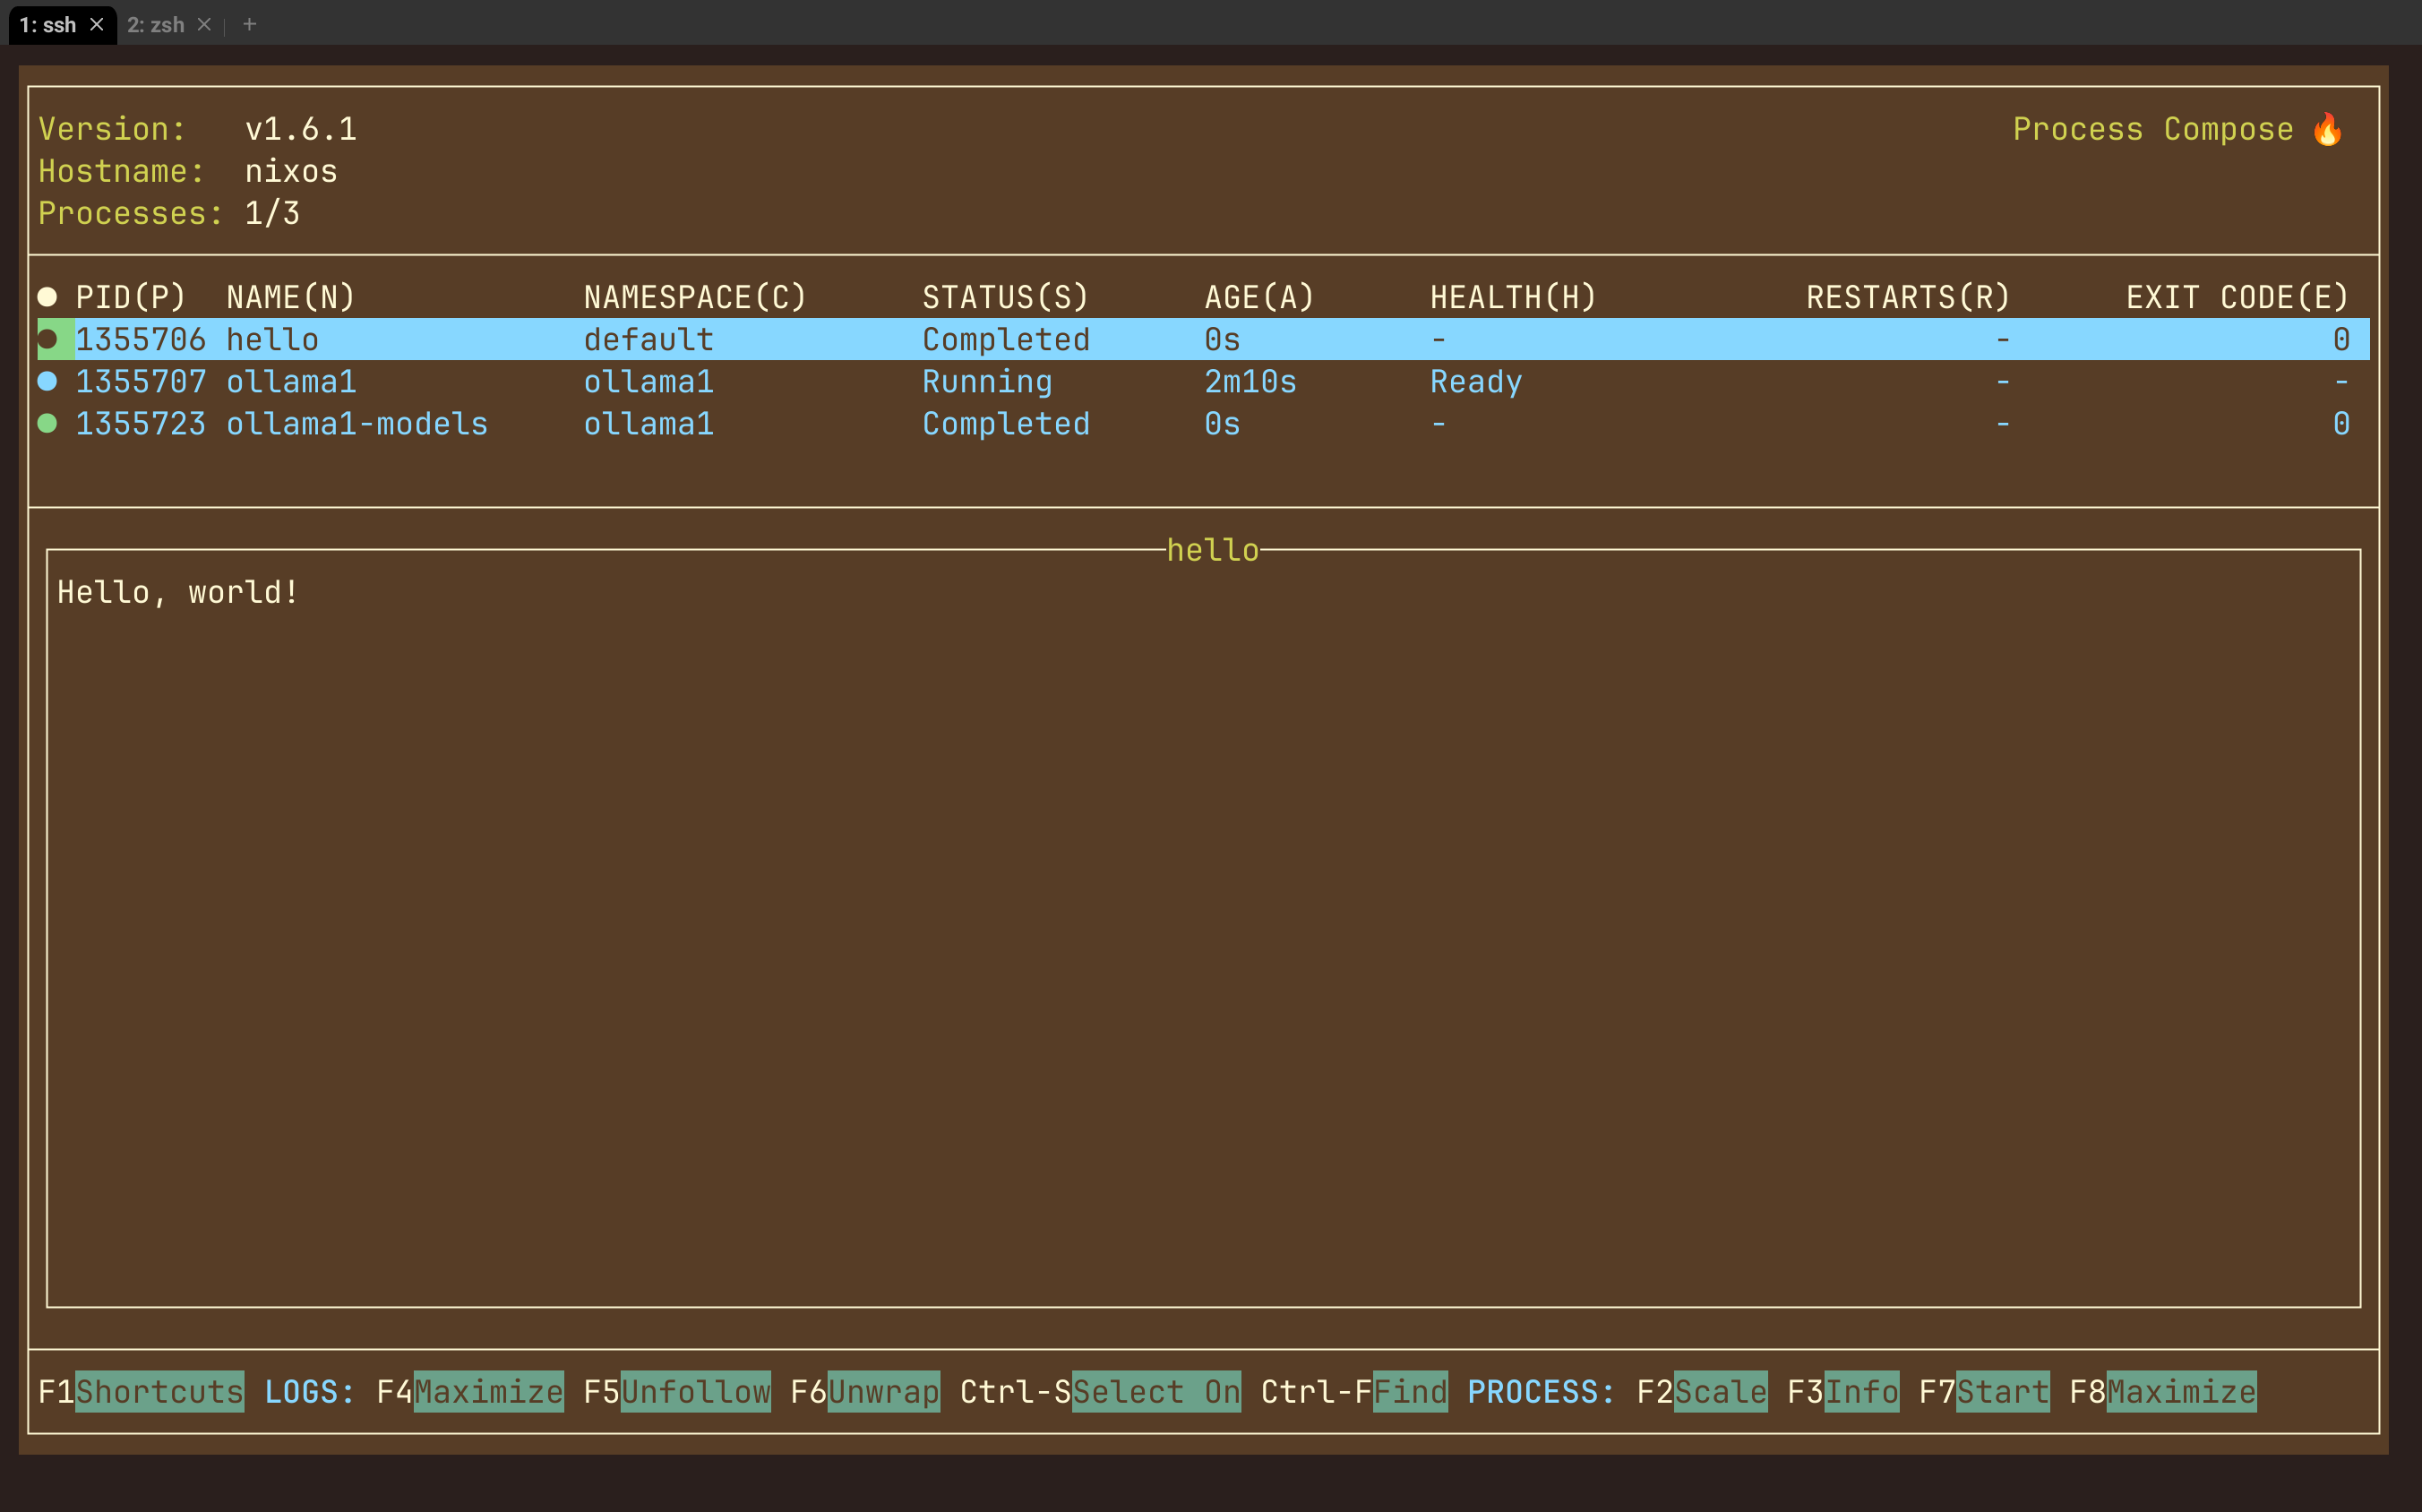 1: ssh × 2: zsh × +
Version: v1.6.1 Process Compose 🔥
Hostname: nixos
Processes: 1/3
● PID(P) NAME(N) NAMESPACE(C) STATUS(S) AGE(A) HEALTH(H) RESTARTS(R) EXIT CODE(E)
● 1355706 hello default Completed 0s - - 0
● 1355707 ollama1 ollama1 Running 2m10s Ready - -
● 1355723 ollama1-models ollama1 Completed 0s - - 0
hello
Hello, world!
F1Shortcuts LOGS: F4Maximize F5Unfollow F6Unwrap Ctrl-SSelect On Ctrl-FFind PROCESS: F2Scale F3Info F7Start F8Maximize